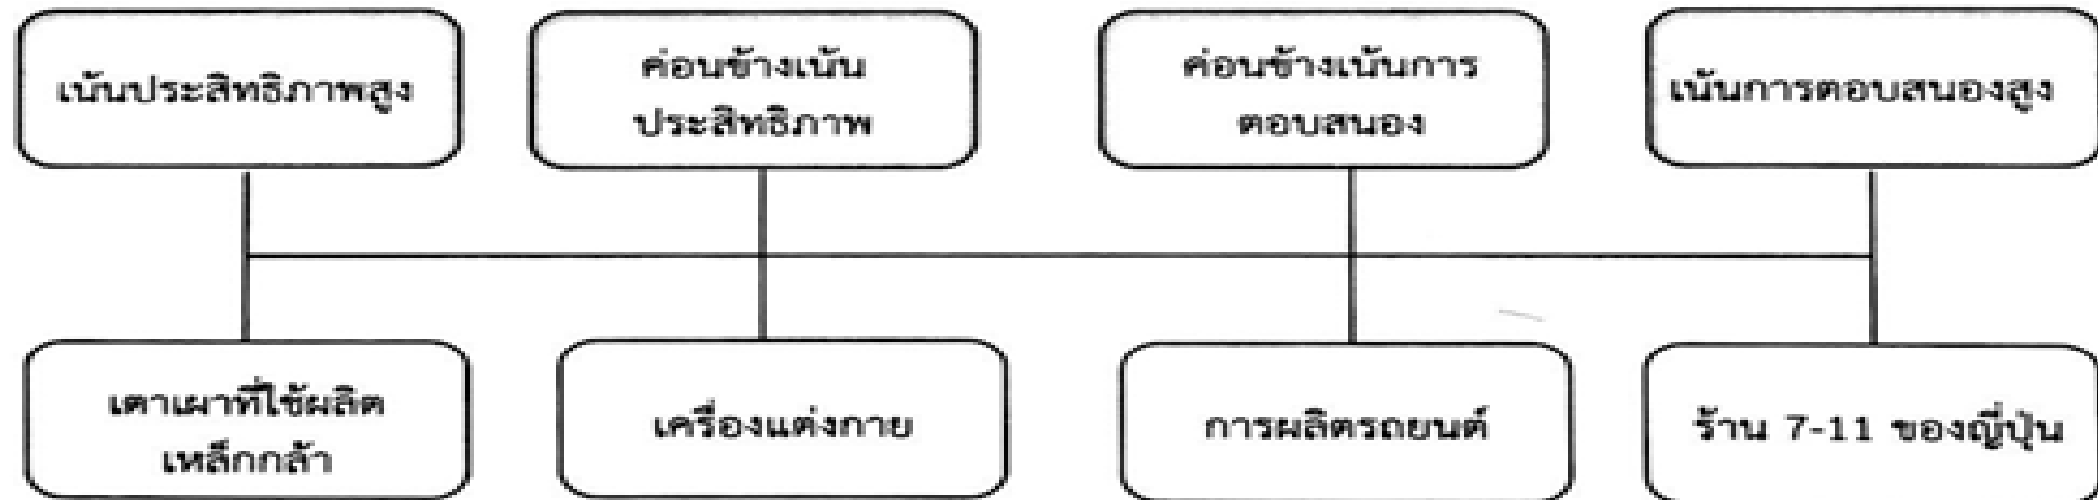 เน้นประสิทธิภาพสูง
ค่อนข้างเน้น
ประสิทธิภาพ
ค่อนข้างเน้นการ
ตอบสนอง
เน้นการตอบสนองสูง
เตาเผาที่ใช้ผลิต
เหล็กกล้า
เครื่องแต่งกาย
การผลิตรถยนต์
ร้าน 7-11 ของญี่ปุ่น